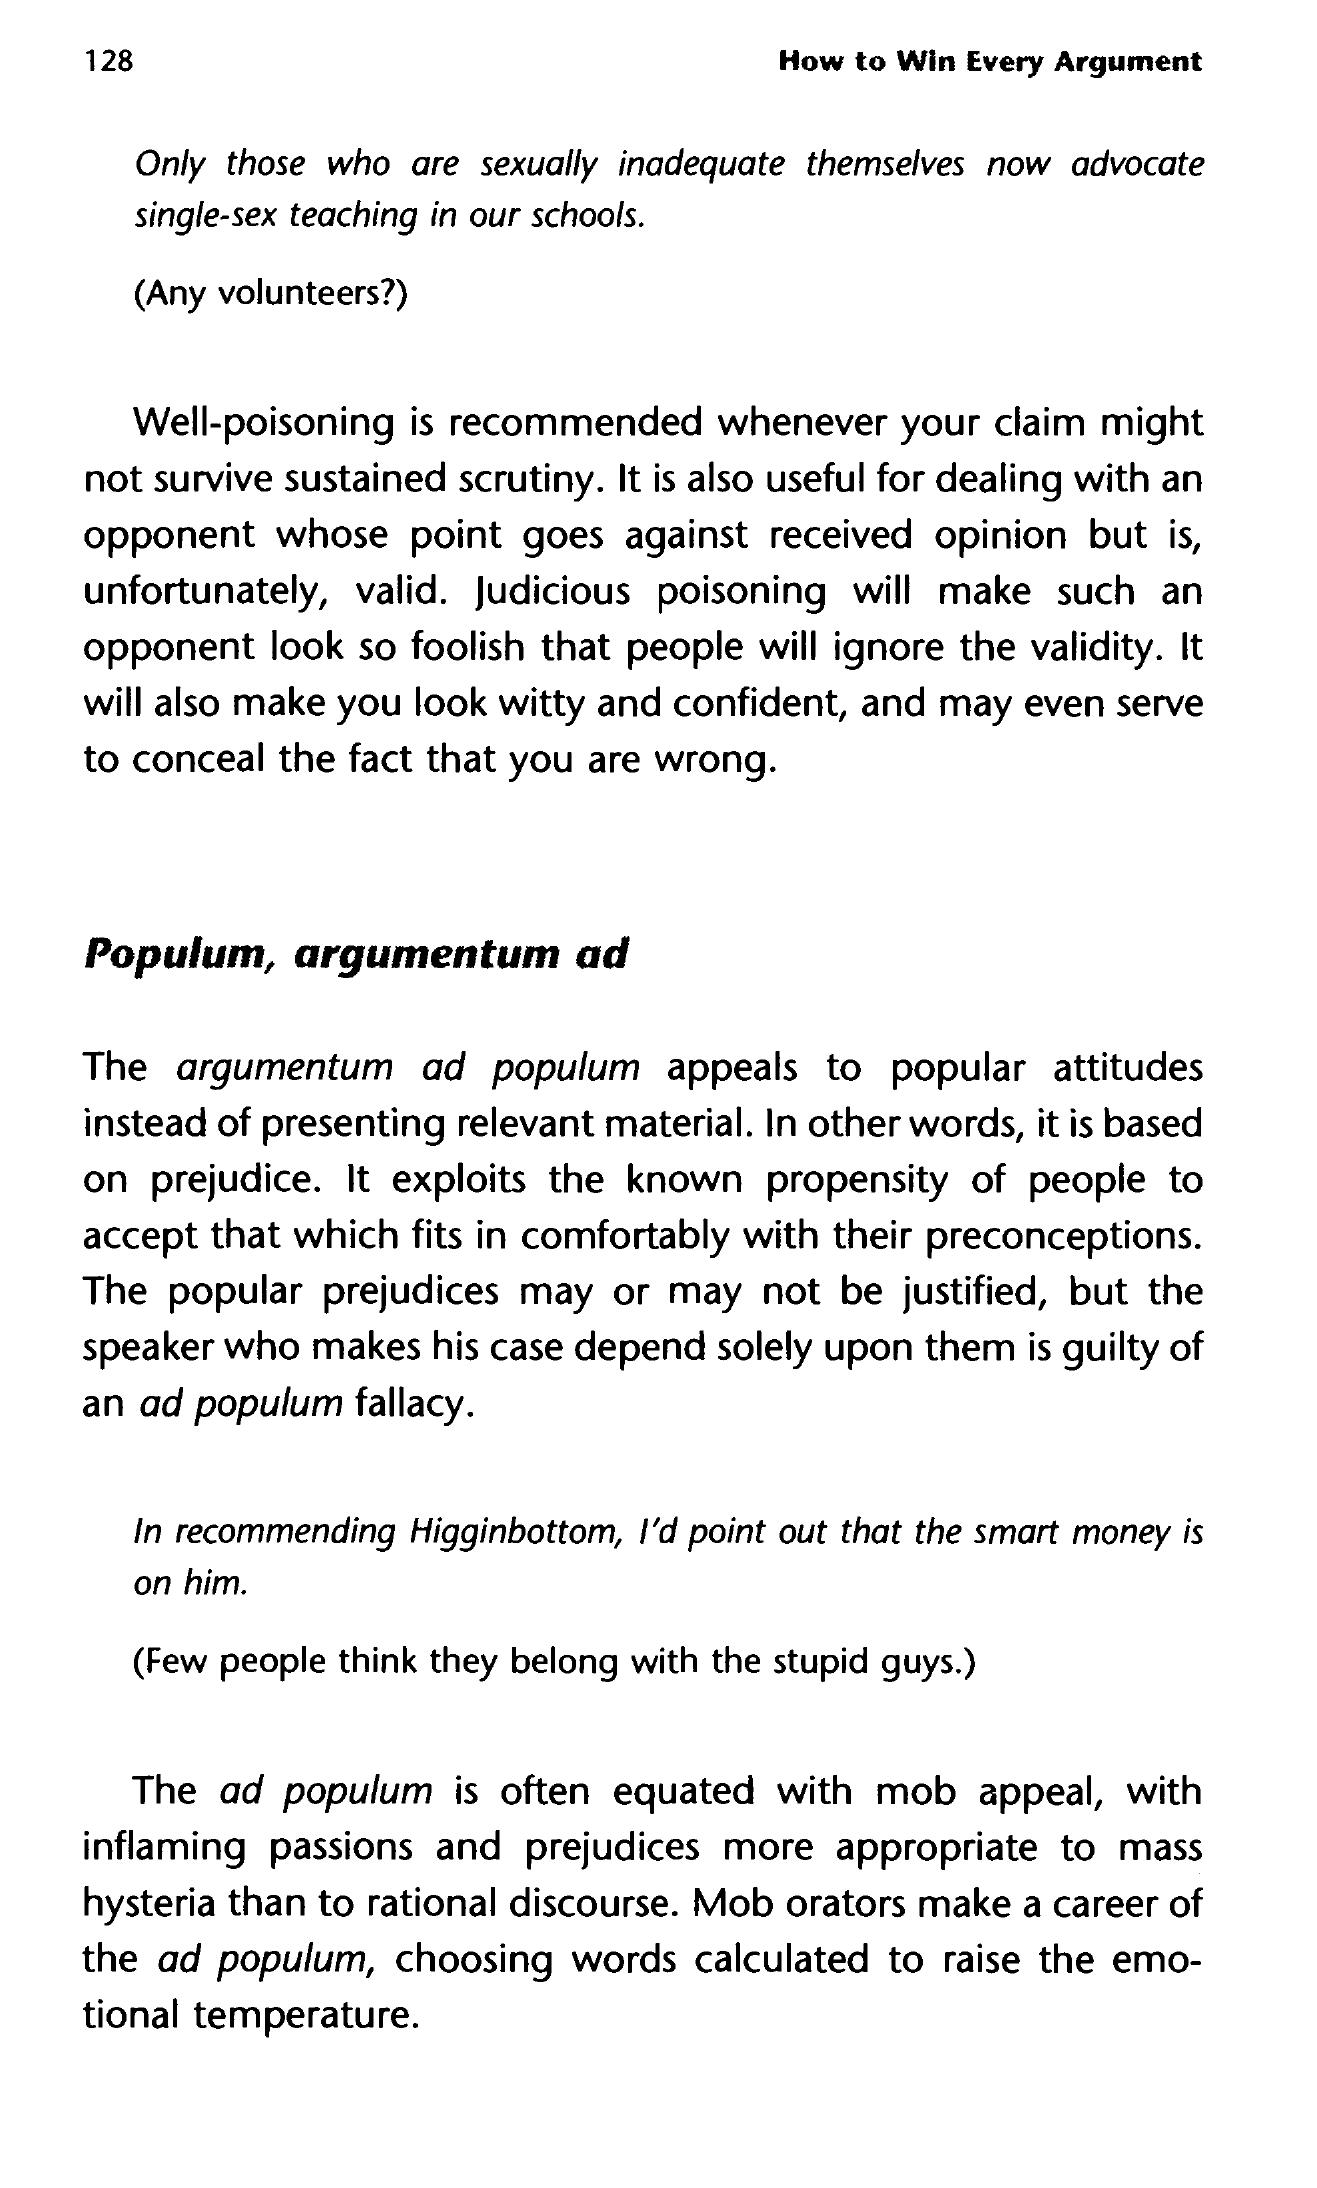 128
How to Win Every Argument
Only those who are sexually inadequate themselves now advocate
single-sex teaching in our schools.
(Any volunteers?)
Well-poisoning is recommended whenever your claim might
not survive sustained scrutiny. It is also useful for dealing with an
opponent whose point goes against received opinion but is,
unfortunately, valid. Judicious poisoning will make such an
opponent look so foolish that people will ignore the validity. It
will also make you look witty and confident, and may even serve
to conceal the fact that you are wrong.
Populum, argumentum ad
The argumentum ad populum appeals to popular attitudes
instead of presenting relevant material. In other words, it is based
on prejudice. It exploits the known propensity of people to
accept that which fits in comfortably with their preconceptions.
The popular prejudices may or may not be justified, but the
speaker who makes his case depend solely upon them is guilty of
an ad populum fallacy.
In recommending Higginbottom, I'd point out that the smart money is
on him.
(Few people think they belong with the stupid guys.)
The ad populum is often equated with mob appeal, with
inflaming passions and prejudices more appropriate to mass
hysteria than to rational discourse. Mob orators make a career of
the ad populum, choosing words calculated to raise the emo-
tional temperature.